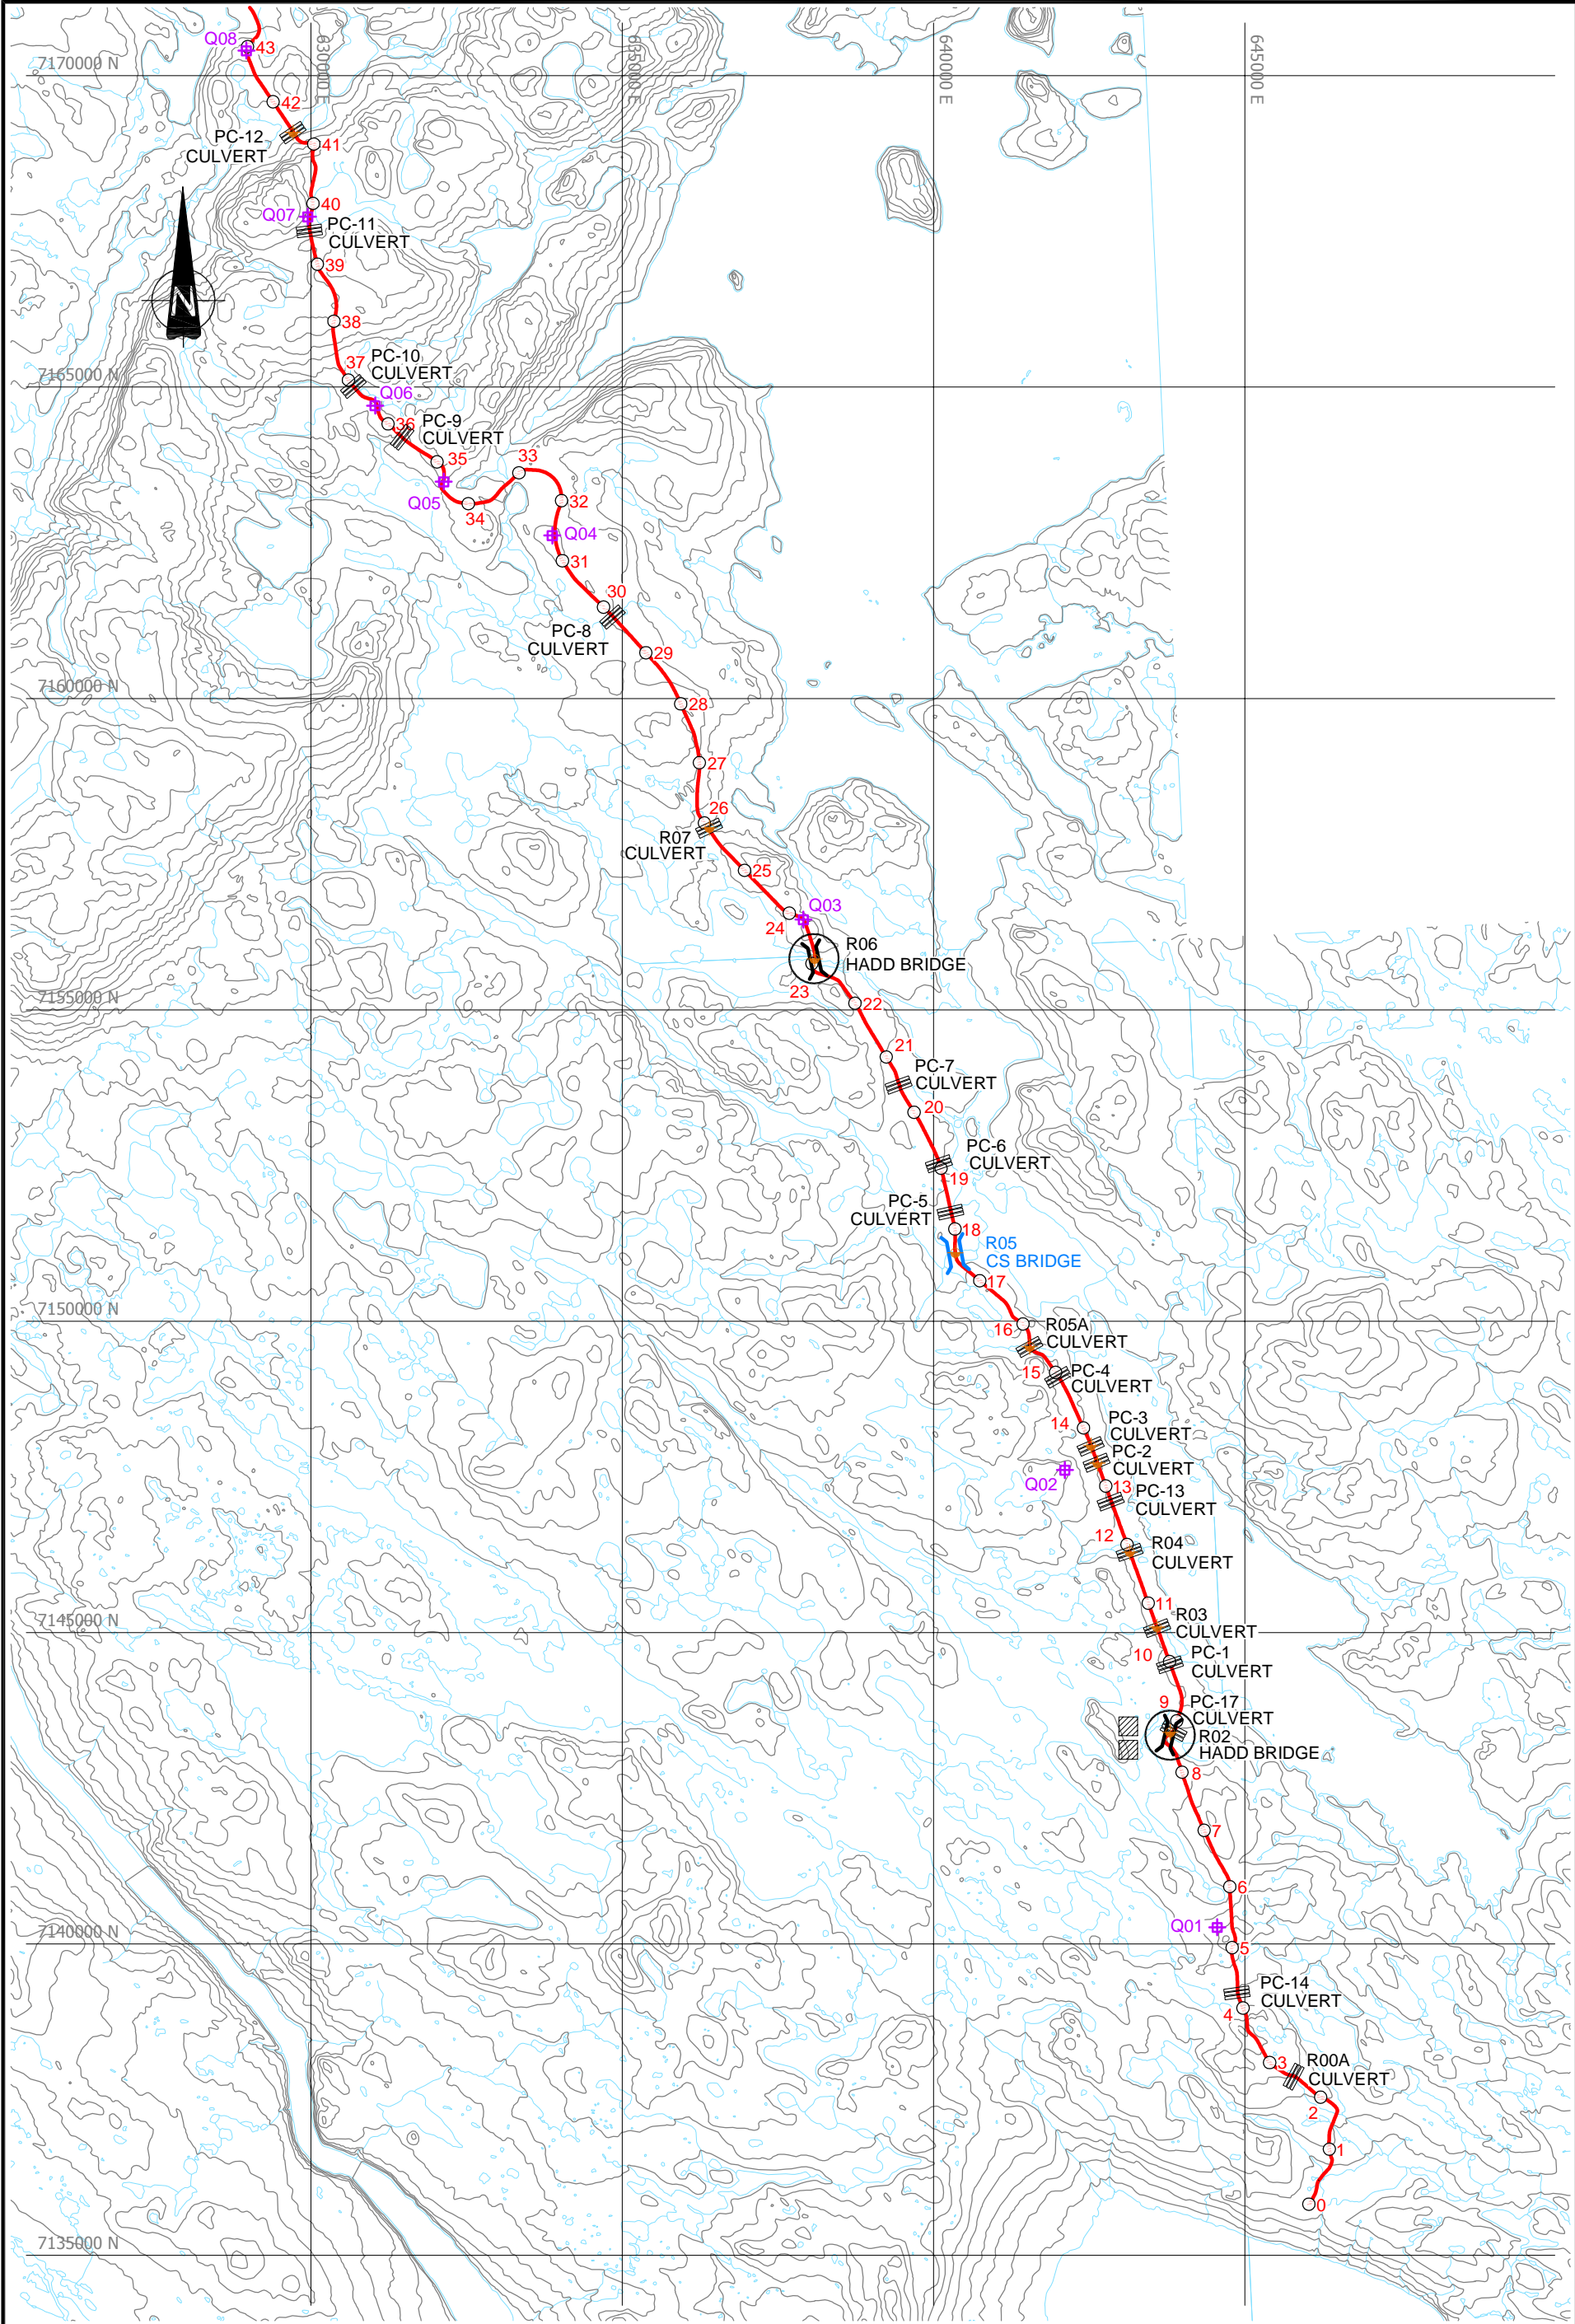 Q08
43
7170000 N
630000 E
635000 E
640000 E
645000 E
42
PC-12
CULVERT
41
40
Q07
PC-11
CULVERT
39
N
38
37
PC-10
CULVERT
7165000 N
Q06
36
PC-9
CULVERT
35
33
Q05
34
32
Q04
31
30
PC-8
CULVERT
29
7160000 N
28
27
26
R07
CULVERT
25
Q03
24
R06
HADD BRIDGE
23
7155000 N
22
21
PC-7
CULVERT
20
PC-6
CULVERT
19
PC-5
CULVERT
18
R05
CS BRIDGE
17
7150000 N
16
R05A
CULVERT
15
PC-4
CULVERT
14
PC-3
CULVERT
PC-2
CULVERT
Q02
13
PC-13
CULVERT
12
R04
CULVERT
11
7145000 N
R03
CULVERT
10
PC-1
CULVERT
9
PC-17
CULVERT
R02
HADD BRIDGE
8
7
6
Q01
7140000 N
5
PC-14
CULVERT
4
3
R00A
CULVERT
2
1
0
7135000 N